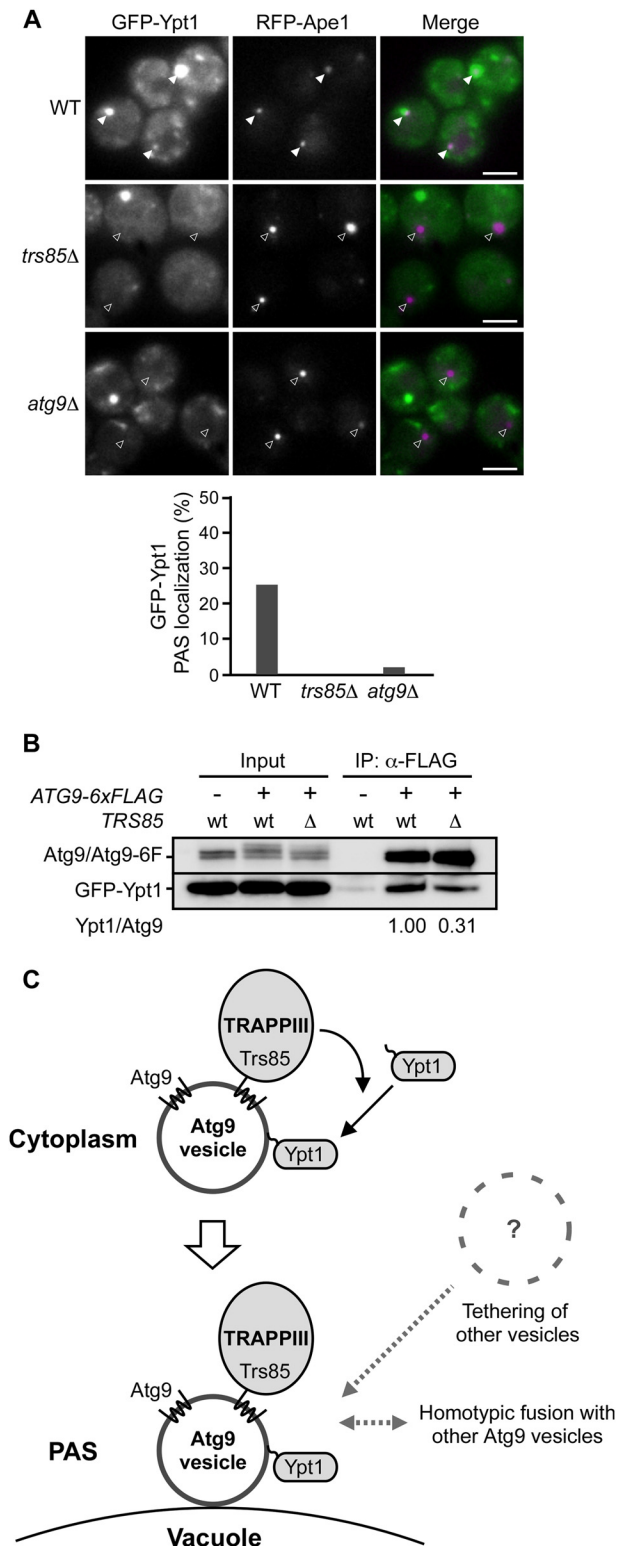 A
GFP-Ypt1 RFP-Ape1 Merge
WT
trs85Δ
atg9Δ
GFP-Ypt1
PAS localization (%)
50
40
30
20
10
0
WT trs85Δ atg9Δ
B
Input IP: α-FLAG
ATG9-6xFLAG - + + - + +
TRS85 wt wt Δ wt wt Δ
Atg9/Atg9-6F
GFP-Ypt1
Ypt1/Atg9 1.00 0.31
C
TRAPPIII
Trs85
Ypt1
Atg9
Cytoplasm
Atg9
vesicle
Ypt1
?
Tethering of
other vesicles
TRAPPIII
Trs85
Atg9
Homotypic fusion with
other Atg9 vesicles
PAS
Atg9
vesicle
Ypt1
Vacuole